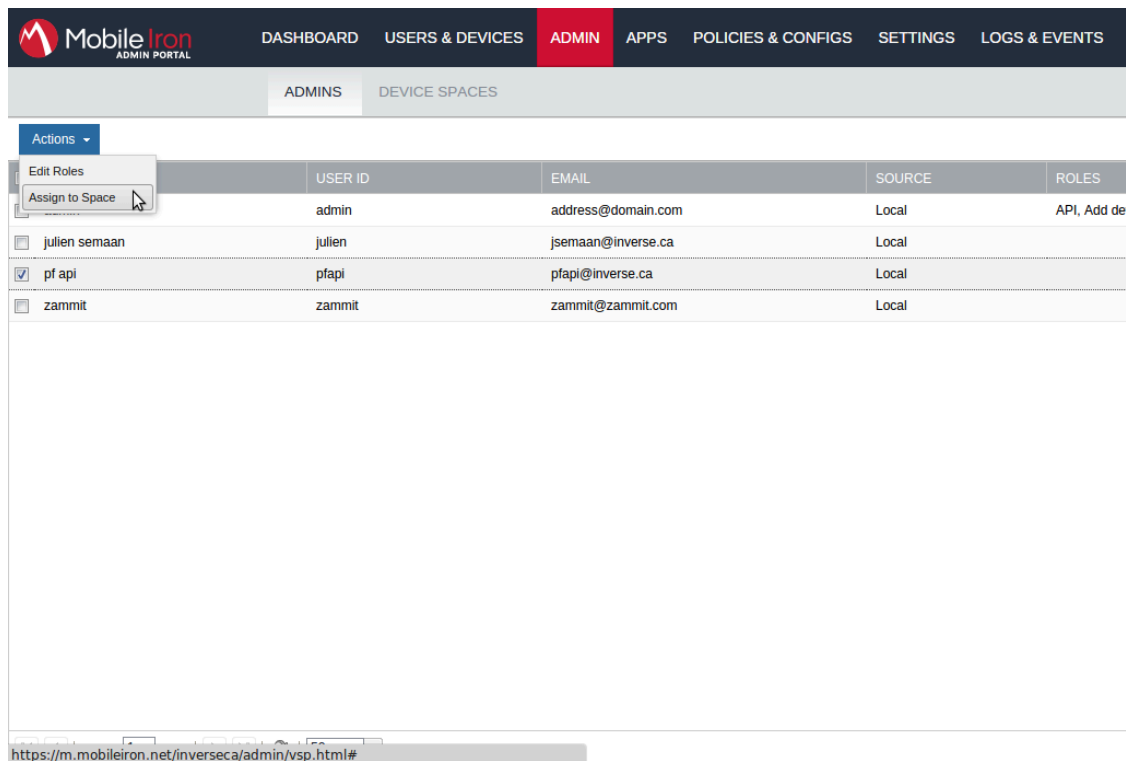 MobileIron
ADMIN PORTAL
DASHBOARD USERS & DEVICES ADMIN APPS POLICIES & CONFIGS SETTINGS LOGS & EVENTS
ADMINS DEVICE SPACES
Actions
Edit Roles
Assign to Space
USER ID EMAIL SOURCE ROLES
admin address@domain.com Local API, Add de
julien semaan julien jsemaan@inverse.ca Local
pf api pfapi pfapi@inverse.ca Local
zammit zammit zammit@zammit.com Local
https://m.mobileiron.net/inverseca/admin/vsp.html#